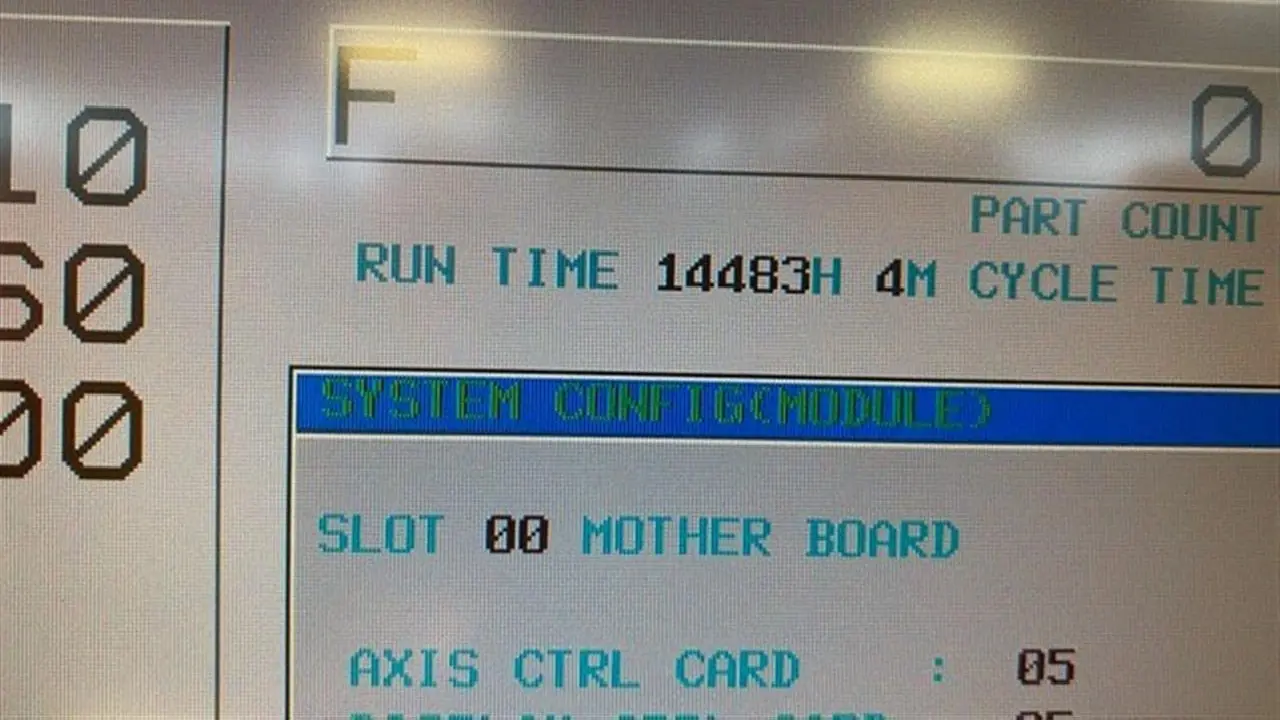 10
60
00
F 0
PART COUNT
RUN TIME 14483H 4M CYCLE TIME
SYSTEM CONFIG(MODULE)
SLOT 00 MOTHER BOARD
AXIS CTRL CARD : 05